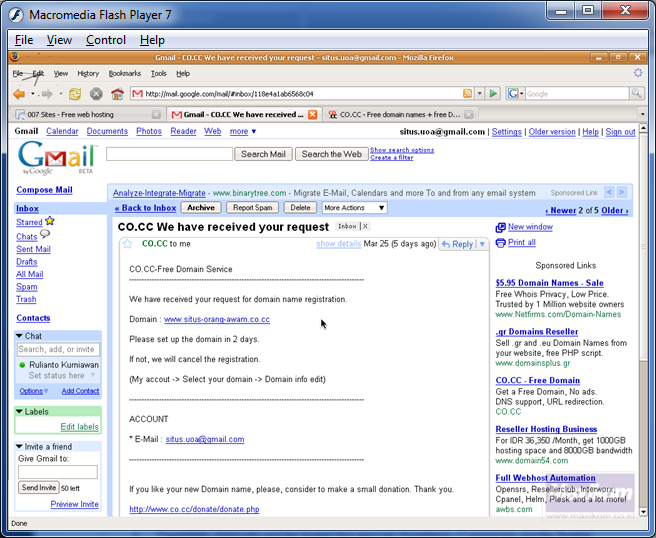 Macromedia Flash Player 7
File View Control Help
Gmail - CO.CC We have received your request - situs.uoa@gmail.com - Mozilla Firefox
File Edit View History Bookmarks Tools Help
http://mail.google.com/mail/#inbox/118e4a1ab6568c04
Google
007 Sites - Free web hosting
Gmail - CO.CC We have received your ...
CO.CC - Free domain names + free D...
Gmail Calendar Documents Photos Reader Web more ▼
situs.uoa@gmail.com | Settings | Older version | Help | Sign out
Gmail
by Google BETA
Search Mail Search the Web
Show search options
Create a filter
Compose Mail
Inbox
Starred
Chats
Sent Mail
Drafts
All Mail
Spam
Trash
Contacts
Chat
Search, add, or invite
Rulianto Kurniawan
Set status here
Options Add Contact
Labels
Edit labels
Invite a friend
Give Gmail to:
Send Invite 50 left
Preview Invite
Analyze-Integrate-Migrate - www.binarytree.com - Migrate E-Mail, Calendars and more To and from any email system
Sponsored Link < >
« Back to Inbox Archive Report Spam Delete More Actions
‹ Newer 2 of 5 Older ›
CO.CC We have received your request Inbox | X
CO.CC to me show details Mar 25 (5 days ago) Reply
CO.CC-Free Domain Service
------------------------------------------------------------
We have received your request for domain name registration.
Domain : www.situs-orang-awam.co.cc
Please set up the domain in 2 days.
If not, we will cancel the registration.
(My accout -> Select your domain -> Domain info edit)
------------------------------------------------------------
ACCOUNT
* E-Mail : situs.uoa@gmail.com
------------------------------------------------------------
If you like your new Domain name, please, consider to make a small donation. Thank you.
http://www.co.cc/donate/donate.php
New window
Print all
Sponsored Links
$5.95 Domain Names - Sale
Free Whois Privacy, Low Price.
Trusted by 1 Million website owners
www.Netfirms.com/Domain-Names
.gr Domains Reseller
Sell .gr and .eu Domain Names from
your website, free PHP script.
www.domainsplus.gr
CO.CC - Free Domain
Get a Free Domain, No ads.
DNS support, URL redirection.
CO.CC
Reseller Hosting Business
For IDR 36,350 /Month, get 1000GB
hosting space and 8000GB bandwidth
www.domain54.com
Full Webhost Automation
Opensrs, Resellerclub, Interworx,
Cpanel, Helm, Plesk and a lot more!
awbs.com
Done